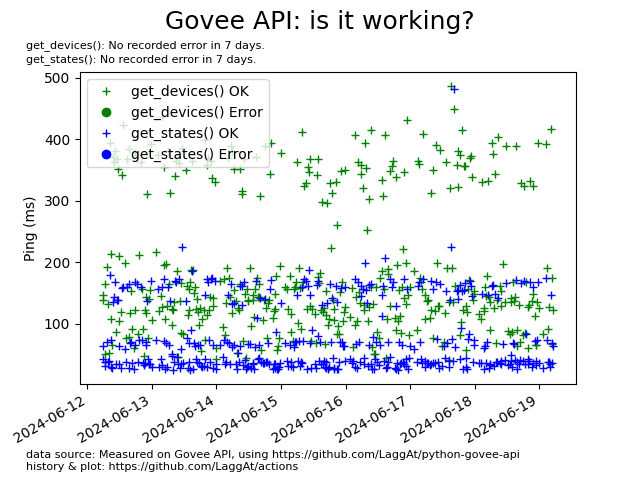 Govee API: is it working?
get_devices(): No recorded error in 7 days.
get_states(): No recorded error in 7 days.
500
400
300
200
100
Ping (ms)
get_devices() OK
get_devices() Error
get_states() OK
get_states() Error
2024-06-12
2024-06-13
2024-06-14
2024-06-15
2024-06-16
2024-06-17
2024-06-18
2024-06-19
data source: Measured on Govee API, using https://github.com/LaggAt/python-govee-api
history & plot: https://github.com/LaggAt/actions